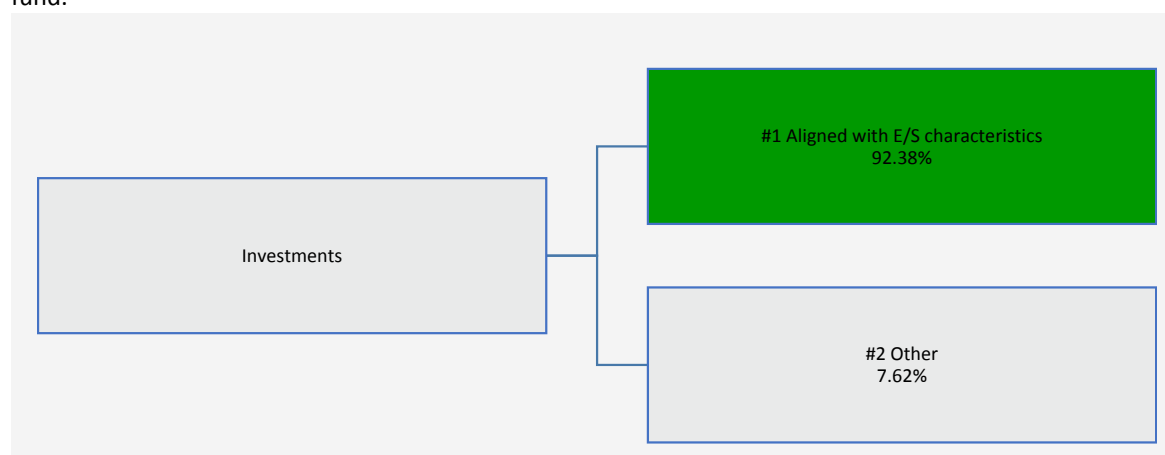 fund.
#1 Aligned with E/S characteristics
92.38%
Investments
#2 Other
7.62%